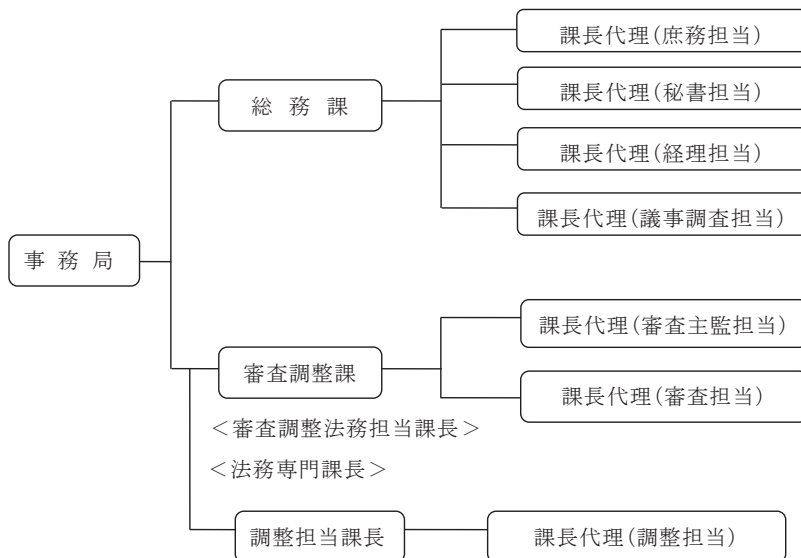 課長代理(庶務担当)
総務課
課長代理(秘書担当)
課長代理(経理担当)
課長代理(議事調査担当)
事務局
課長代理(審査主監担当)
審査調整課
課長代理(審査担当)
＜審査調整法務担当課長＞
＜法務専門課長＞
調整担当課長
課長代理(調整担当)